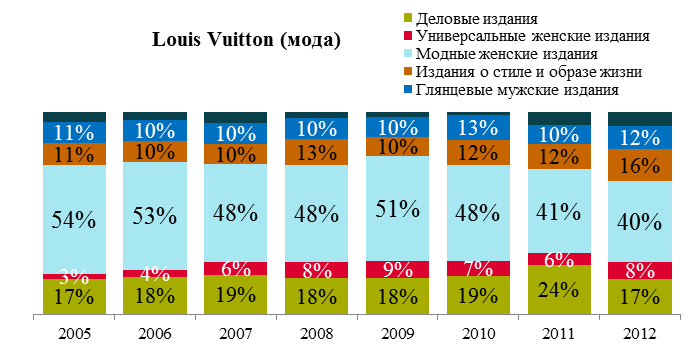 Louis Vuitton (мода)
Деловые издания
Универсальные женские издания
Модные женские издания
Издания о стиле и образе жизни
Глянцевые мужские издания
11% 10% 10% 10% 10% 13% 10% 12%
11% 10% 10% 13% 10% 12% 12% 16%
54% 53% 48% 48% 51% 48% 41% 40%
3% 4% 6% 8% 9% 7% 6% 8%
17% 18% 19% 18% 18% 19% 24% 17%
2005 2006 2007 2008 2009 2010 2011 2012